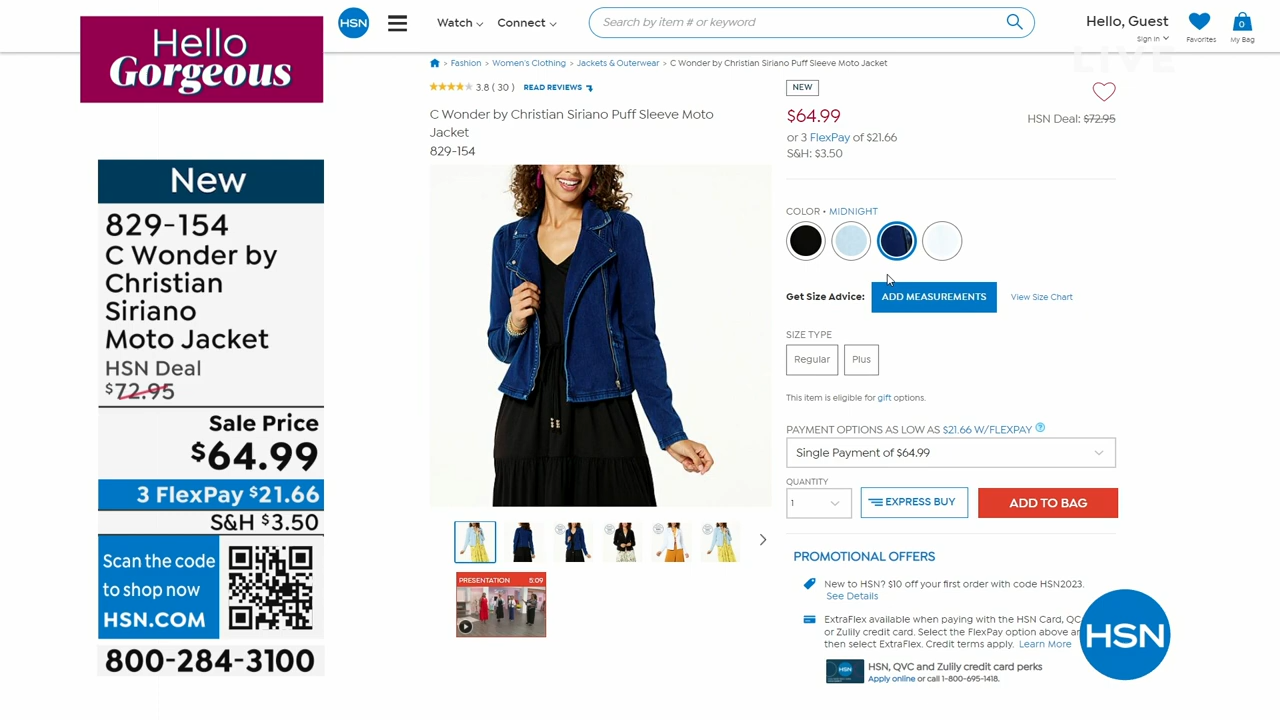 Hello
Gorgeous
HSN
Watch
Connect
Search by item # or keyword
Hello, Guest
Sign in
Favorites
0
My Bag
LIVE
> Fashion > Women's Clothing > Jackets & Outerwear > C Wonder by Christian Siriano Puff Sleeve Moto Jacket
3.8 ( 30 ) READ REVIEWS
C Wonder by Christian Siriano Puff Sleeve Moto
Jacket
829-154
NEW
$64.99
HSN Deal: $72.95
or 3 FlexPay of $21.66
S&H: $3.50
COLOR • MIDNIGHT
Get Size Advice: ADD MEASUREMENTS View Size Chart
SIZE TYPE
Regular Plus
This item is eligible for gift options.
PAYMENT OPTIONS AS LOW AS $21.66 W/FLEXPAY ?
Single Payment of $64.99
QUANTITY
1
EXPRESS BUY
ADD TO BAG
PROMOTIONAL OFFERS
New to HSN? $10 off your first order with code HSN2023.
See Details
ExtraFlex available when paying with the HSN Card, QC
or Zulily credit card. Select the FlexPay option above an
then select ExtraFlex. Credit terms apply. Learn More
HSN
HSN, QVC and Zulily credit card perks
Apply online or call 1-800-695-1418.
HSN
PRESENTATION 5:09
New
829-154
C Wonder by
Christian
Siriano
Moto Jacket
HSN Deal
$72.95
Sale Price
$64.99
3 FlexPay $21.66
S&H $3.50
Scan the code
to shop now
HSN.COM
800-284-3100